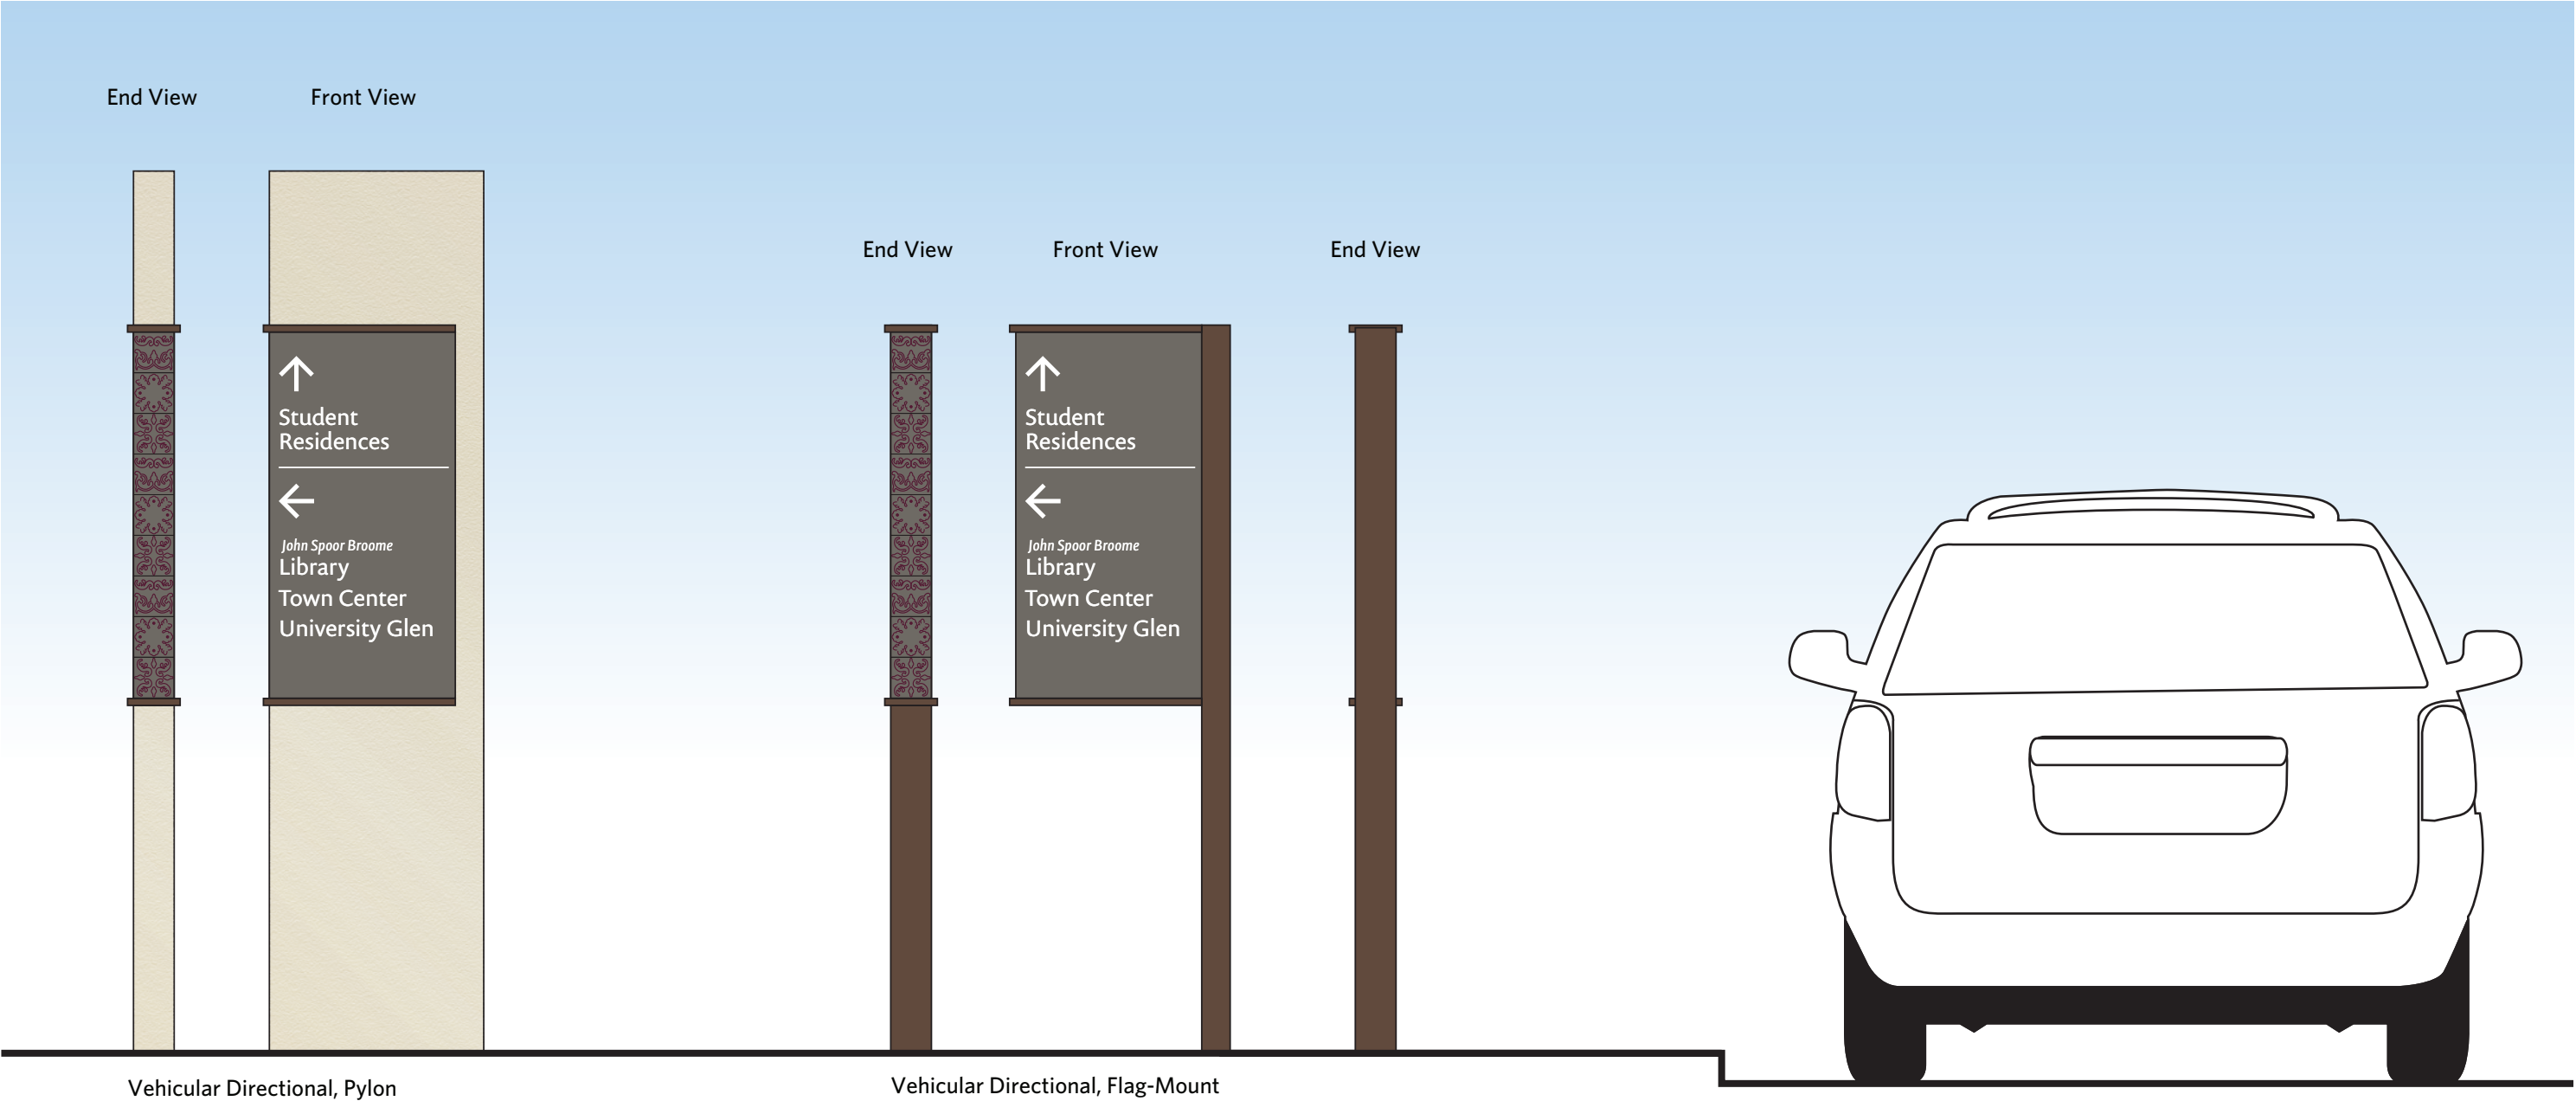 End View
Front View
Student
Residences
John Spoor Broome
Library
Town Center
University Glen
Vehicular Directional, Pylon
End View
Front View
End View
Student
Residences
John Spoor Broome
Library
Town Center
University Glen
Vehicular Directional, Flag-Mount